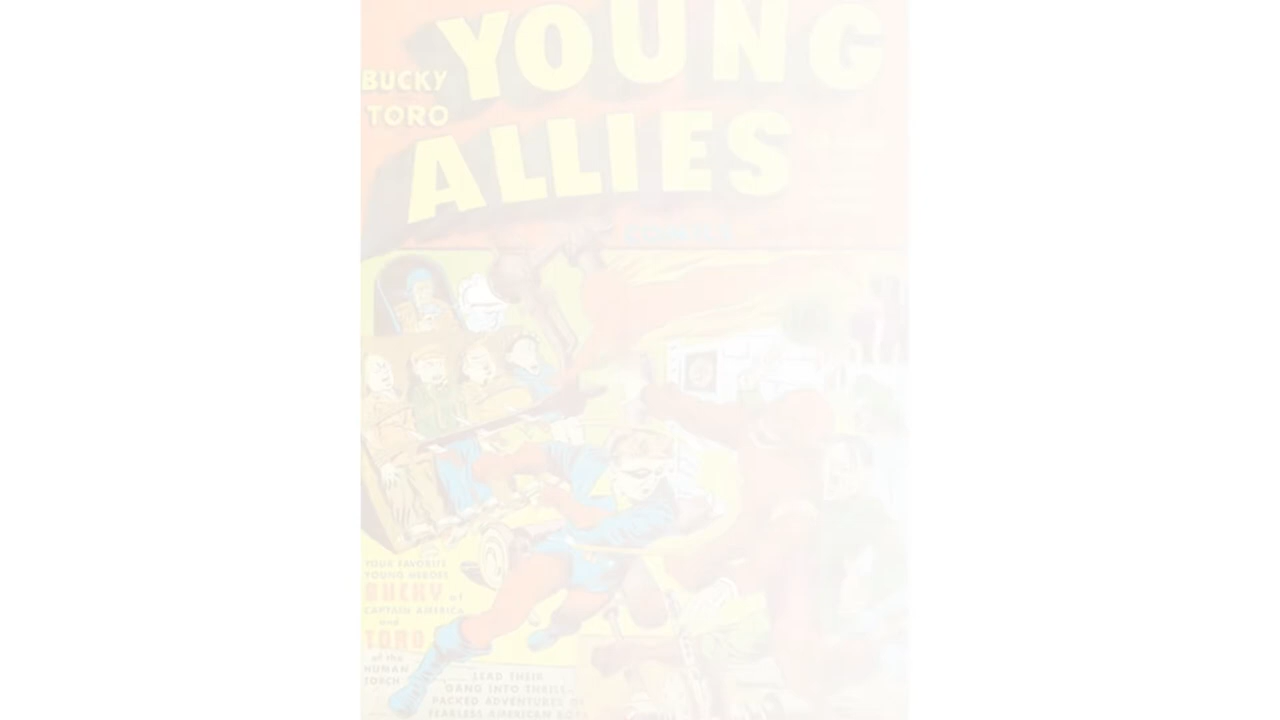 YOUNG
BUCKY
TORO
ALLIES
COMICS
YOUR FAVORITE
YOUNG HEROES
BUCKY of
CAPTAIN AMERICA
and
TORO
of the
HUMAN
TORCH
LEAD THEIR
GANG INTO THRILL-
PACKED ADVENTURES OF
FEARLESS AMERICAN BOYS